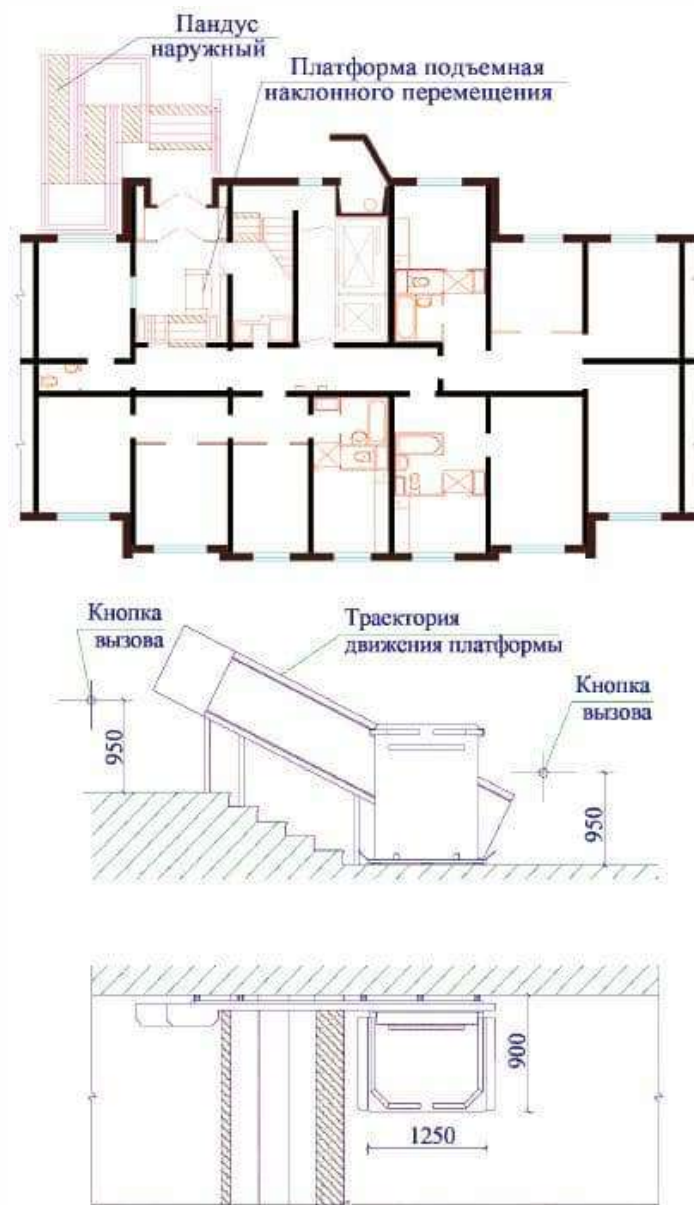 Пандус
наружный
Платформа подъемная
наклонного перемещения
Кнопка
вызова
Траектория
движения платформы
Кнопка
вызова
950
950
900
1250